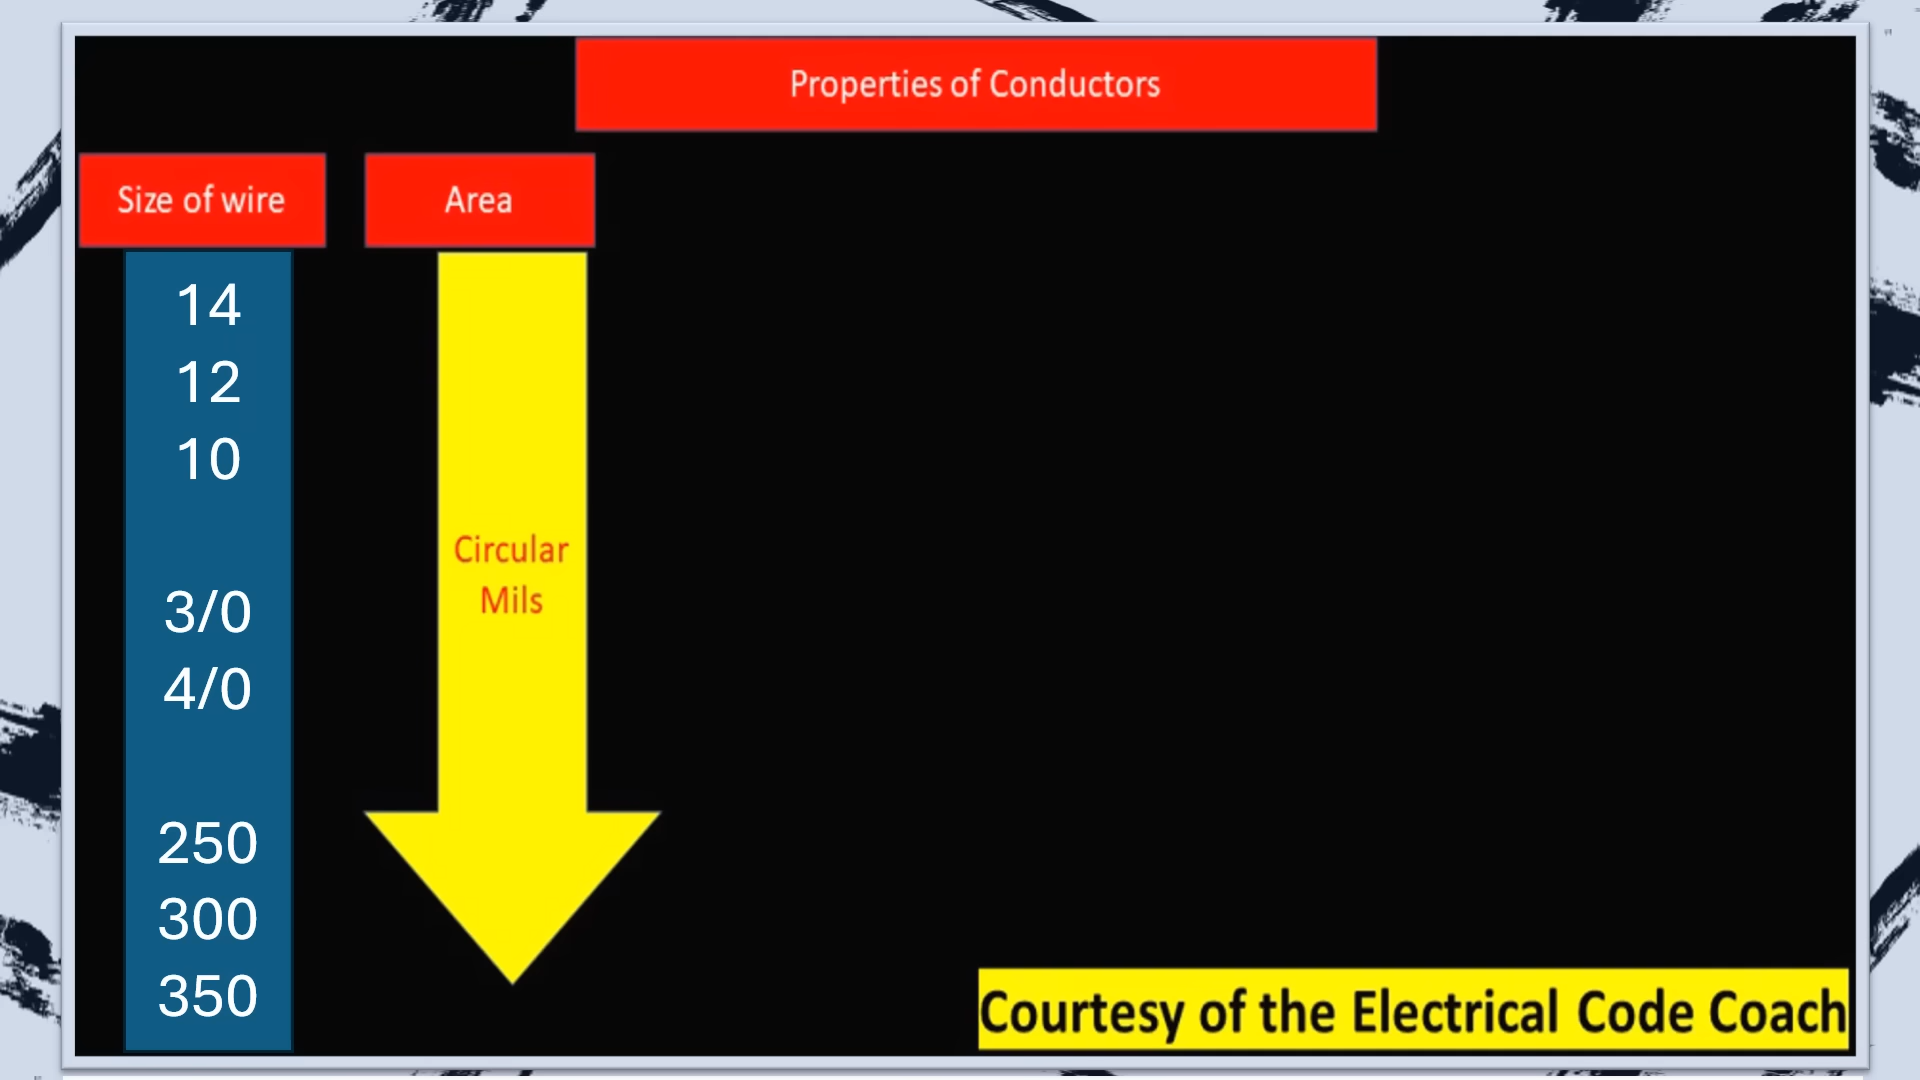 Properties of Conductors
Size of wire
Area
14
12
10
3/0
4/0
250
300
350
Circular
Mils
Courtesy of the Electrical Code Coach